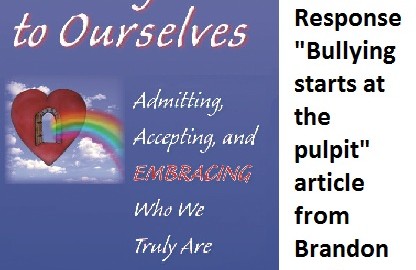 to Ourselves
Admitting,
Accepting, and
EMBRACING
Who We
Truly Are
Response
"Bullying
starts at
the
pulpit"
article
from
Brandon